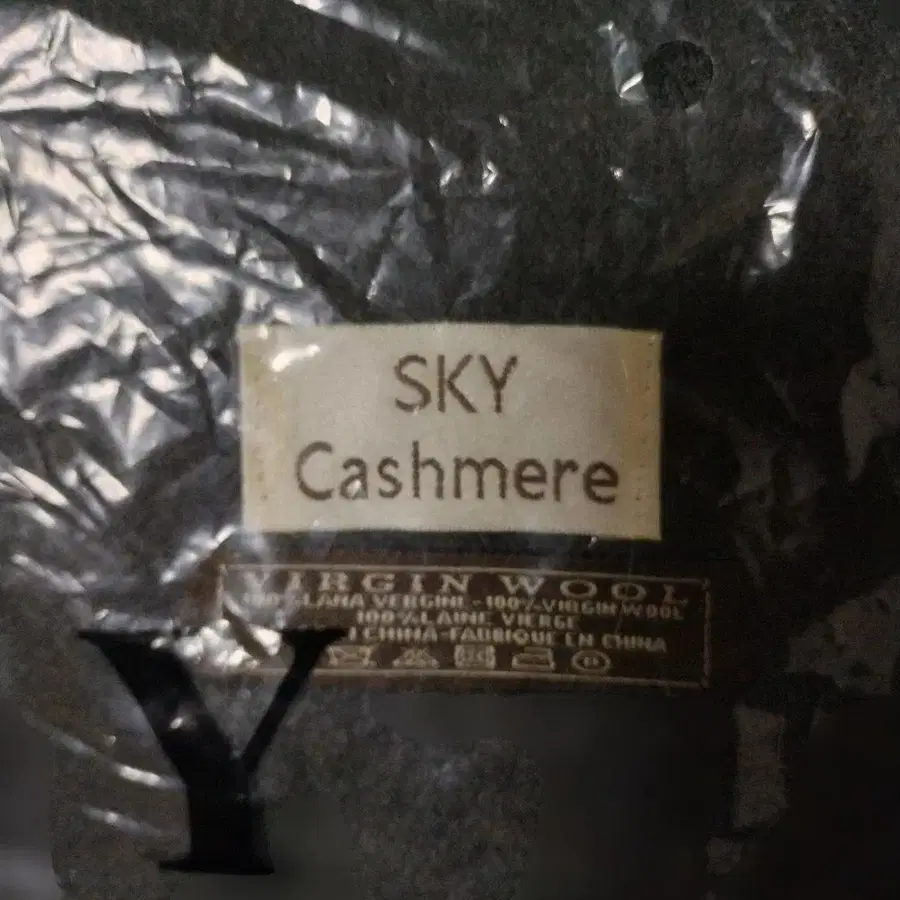 SKY
Cashmere
VIRGIN WOOL
100% LANA VERGINE - 100% VIRGIN WOOL
100% LAINE VIERGE
CHINA - FABRIQUE EN CHINA
Y